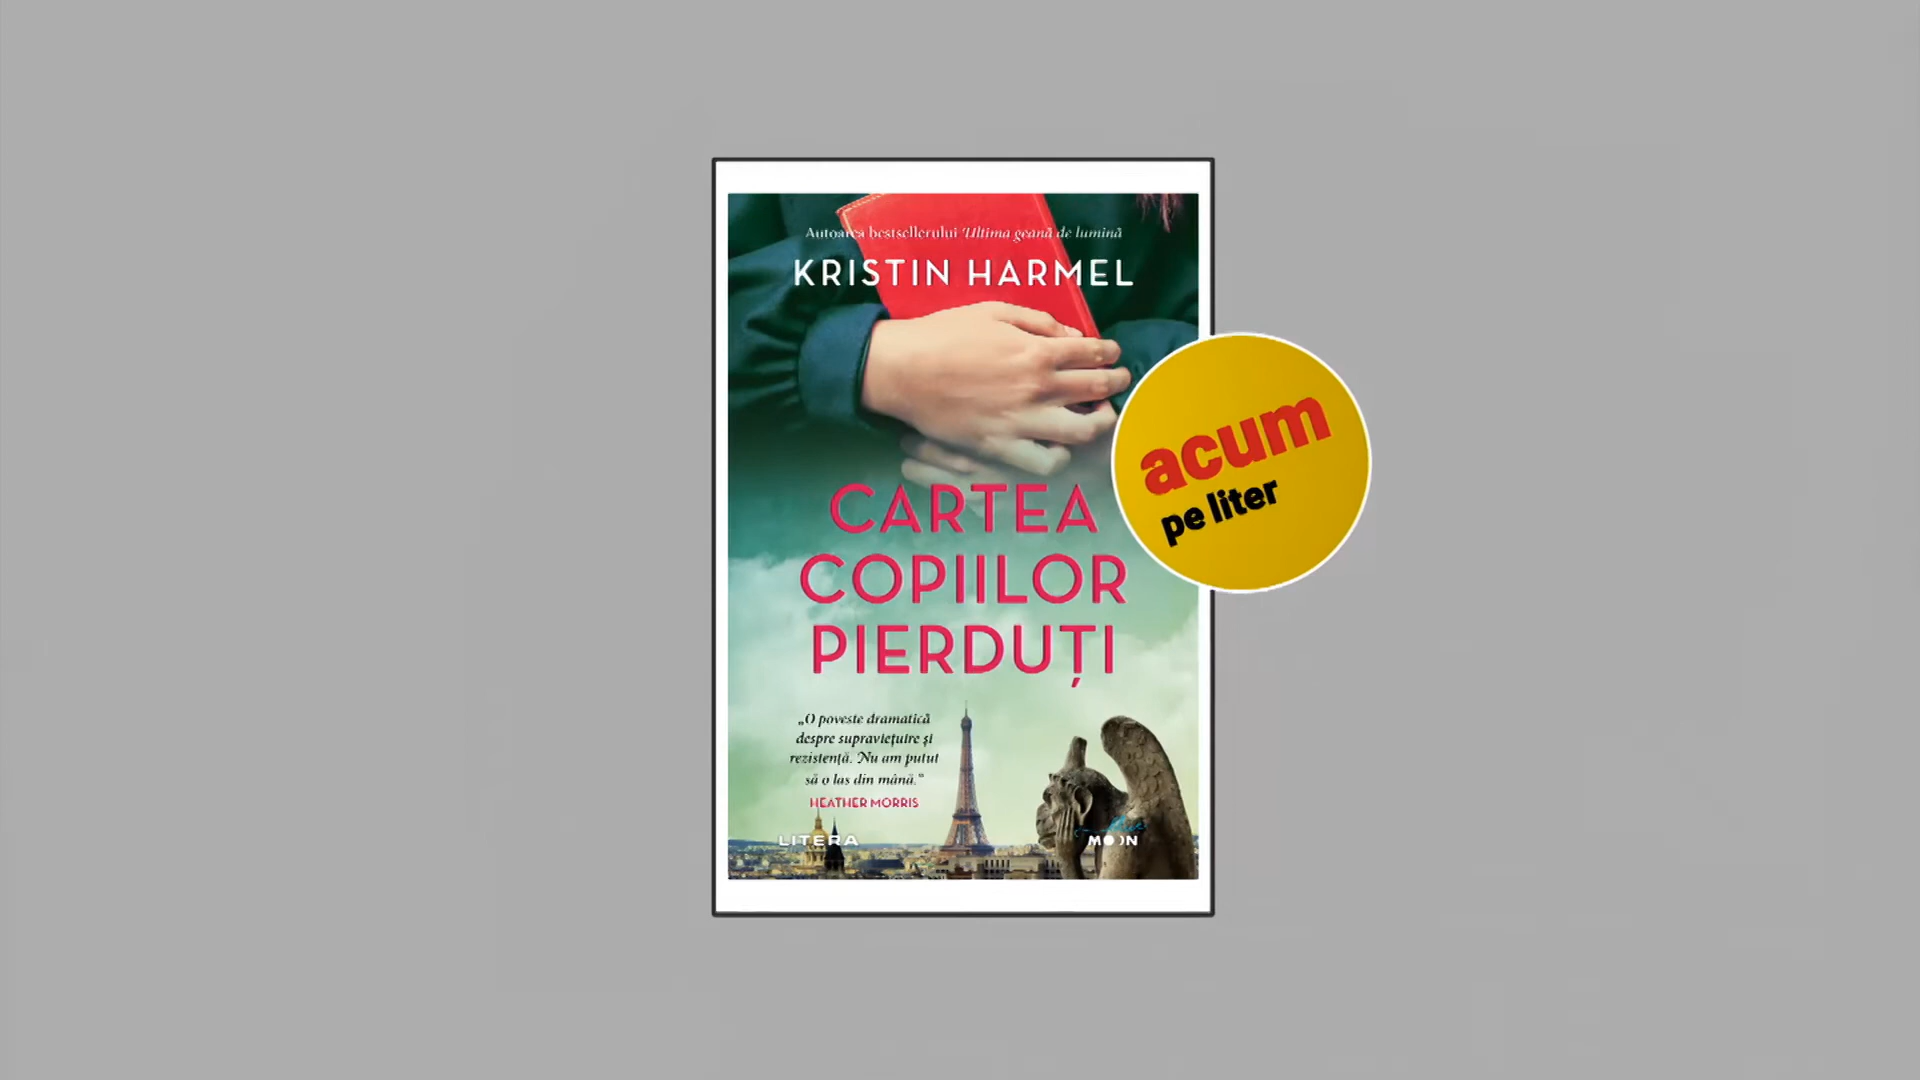 Autoarea bestsellerului Ultima geană de lumină
KRISTIN HARMEL
acum
pe liter
CARTEA
COPIILOR
PIERDUȚI
„O poveste dramatică
despre supraviețuire și
rezistență. Nu am putut
să o las din mână.”
HEATHER MORRIS
LITERA
MOON